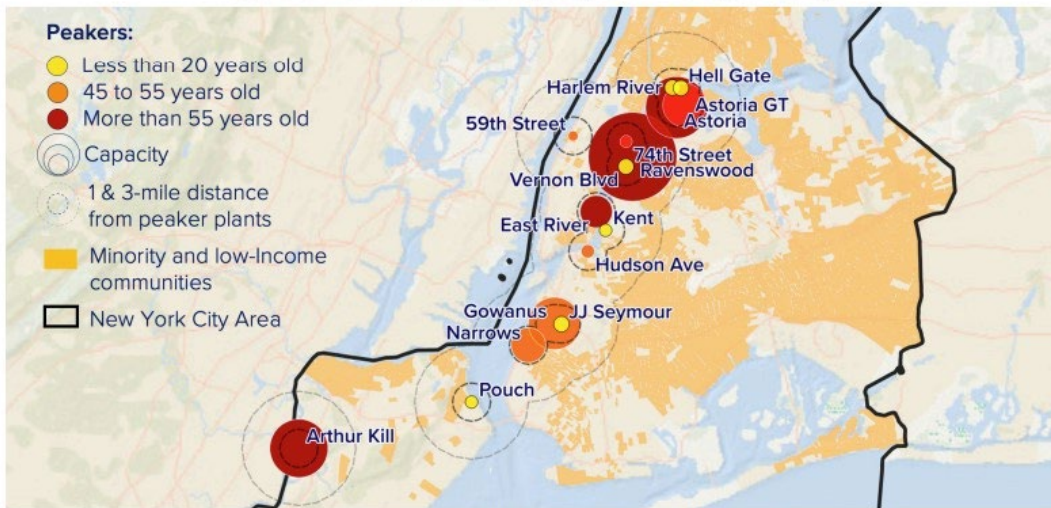 Peakers:
Less than 20 years old
45 to 55 years old
More than 55 years old
Capacity
1 & 3-mile distance
from peaker plants
Minority and low-Income
communities
New York City Area
Hell Gate
Harlem River
Astoria GT
Astoria
59th Street
74th Street
Ravenswood
Vernon Blvd
Kent
East River
Hudson Ave
Gowanus
JJ Seymour
Narrows
Pouch
Arthur Kill